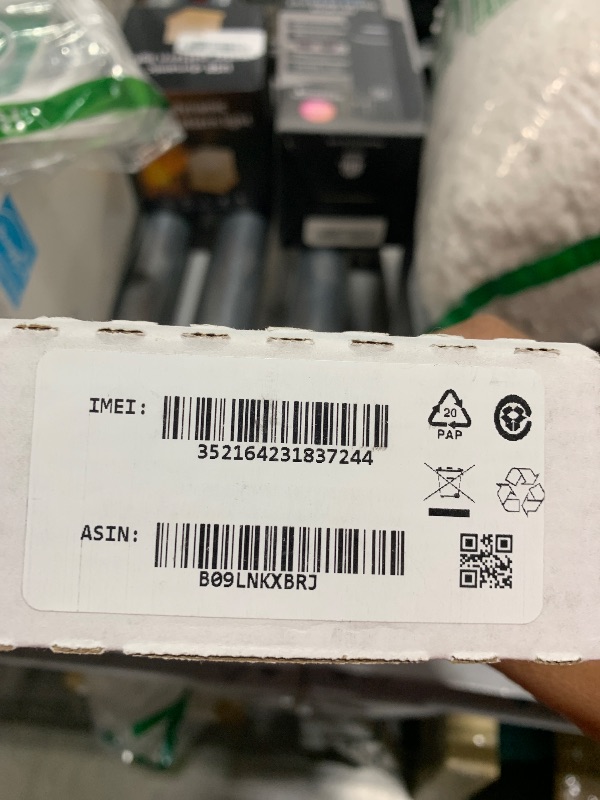 IMEI:
352164231837244
20
PAP
ASIN:
B09LNKXBRJ